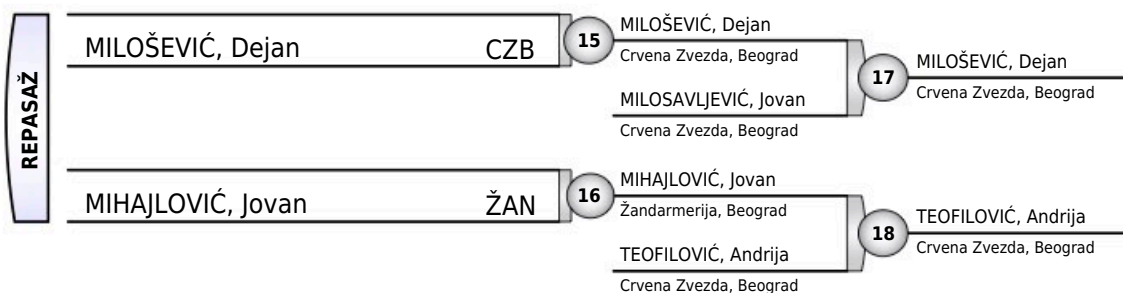 REPASAŽ
MILOŠEVIĆ, Dejan CZB
15
MILOŠEVIĆ, Dejan
Crvena Zvezda, Beograd
MILOSAVLJEVIĆ, Jovan
Crvena Zvezda, Beograd
17
MILOŠEVIĆ, Dejan
Crvena Zvezda, Beograd
MIHAJLOVIĆ, Jovan ŽAN
16
MIHAJLOVIĆ, Jovan
Žandarmerija, Beograd
TEOFILOVIĆ, Andrija
Crvena Zvezda, Beograd
18
TEOFILOVIĆ, Andrija
Crvena Zvezda, Beograd